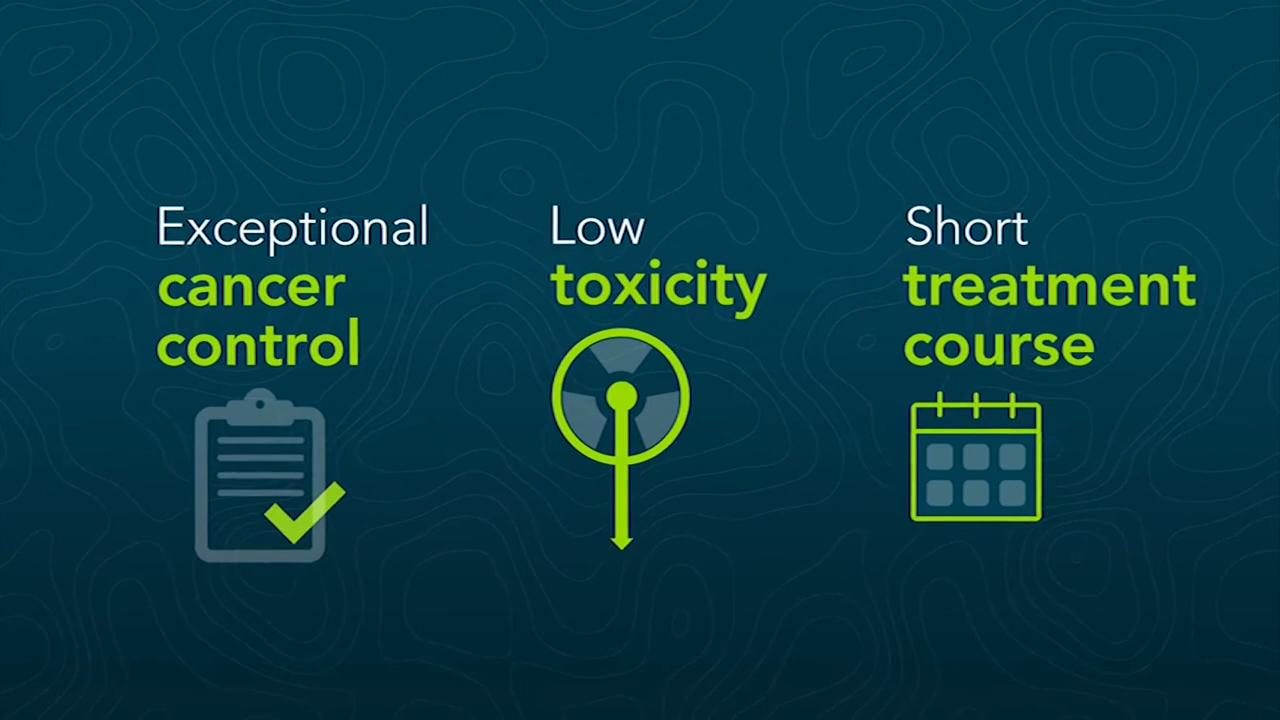 Exceptional
cancer
control
Low
toxicity
Short
treatment
course